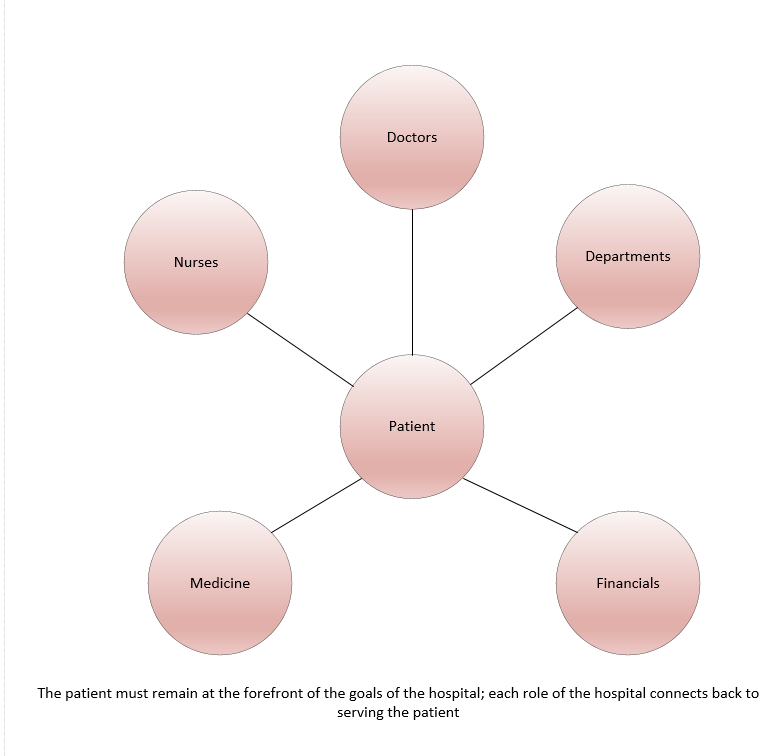 Doctors
Nurses
Departments
Patient
Medicine
Financials
The patient must remain at the forefront of the goals of the hospital; each role of the hospital connects back to
serving the patient